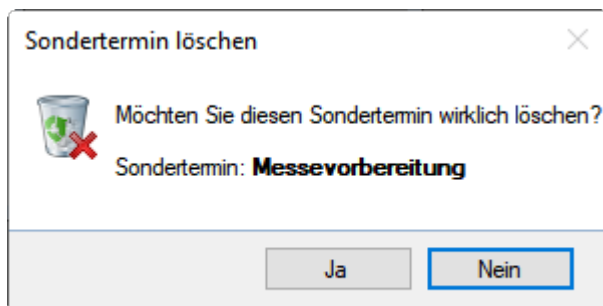 Sondertermin löschen
Möchten Sie diesen Sondertermin wirklich löschen?
Sondertermin: Messevorbereitung
Ja
Nein